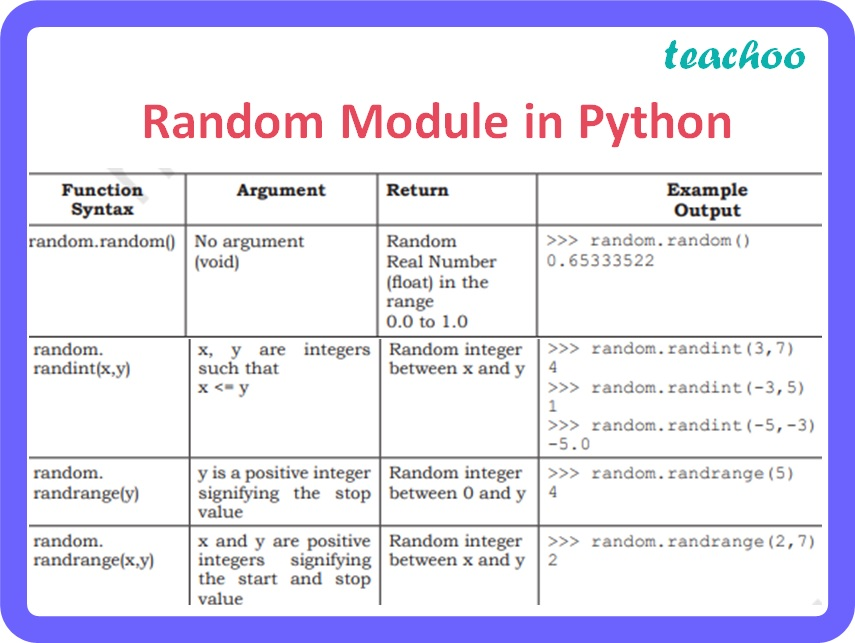 teachoo
Random Module in Python
Function
Syntax
Argument
Return
Example
Output
random.random()
No argument
(void)
Random
Real Number
(float) in the
range
0.0 to 1.0
>>> random.random()
0.65333522
random.
randint(x,y)
x, y are integers
such that
x <= y
Random integer
between x and y
>>> random.randint(3,7)
4
>>> random.randint(-3,5)
1
>>> random.randint(-5,-3)
-5.0
random.
randrange(y)
y is a positive integer
signifying the stop
value
Random integer
between 0 and y
>>> random.randrange(5)
4
random.
randrange(x,y)
x and y are positive
integers signifying
the start and stop
value
Random integer
between x and y
>>> random.randrange(2,7)
2